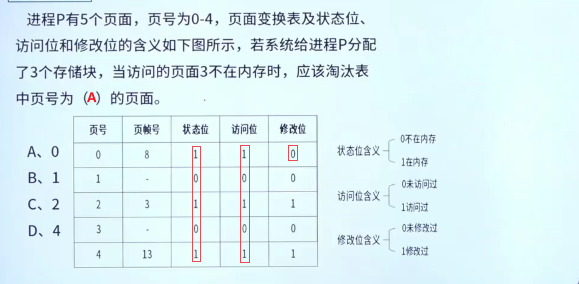 进程P有5个页面，页号为0-4，页面变换表及状态位、
访问位和修改位的含义如下图所示，若系统给进程P分配
了3个存储块，当访问的页面3不在内存时，应该淘汰表
中页号为（A）的页面。
A、0
B、1
C、2
D、4
页号 页帧号 状态位 访问位 修改位
0 8 1 1 0
1 - 0 0 0
2 3 1 1 1
3 - 0 0 0
4 13 1 1 1
状态位含义
0不在内存
1在内存
访问位含义
0未访问过
1访问过
修改位含义
0未修改过
1修改过